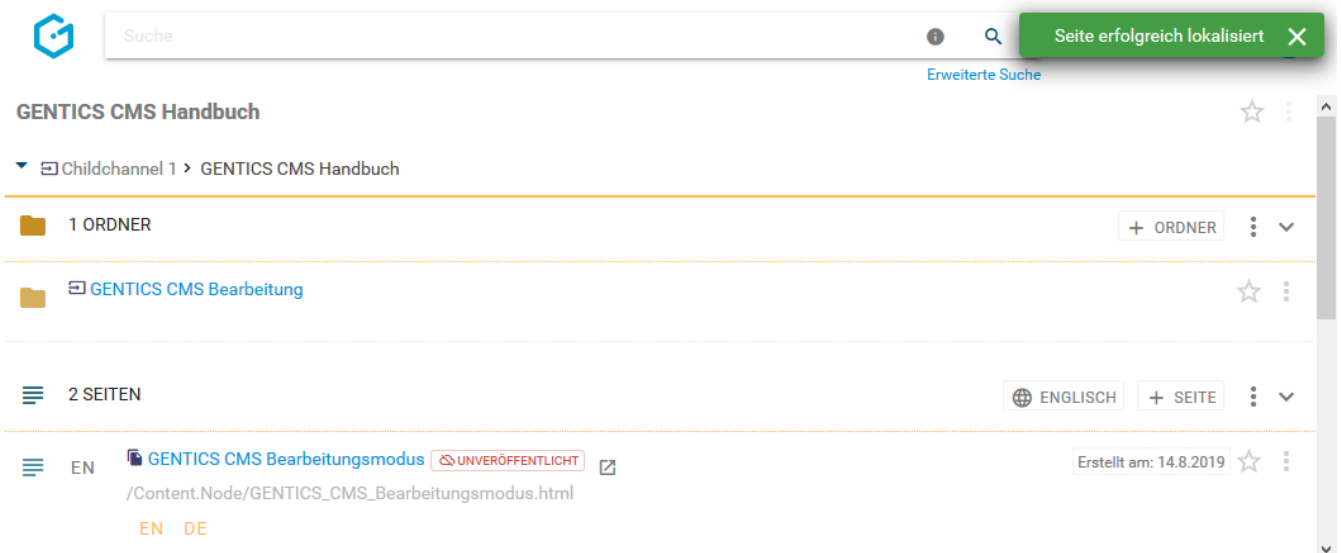 Suche
Seite erfolgreich lokalisiert
Erweiterte Suche
GENTICS CMS Handbuch
Childchannel 1 > GENTICS CMS Handbuch
1 ORDNER
+ ORDNER
GENTICS CMS Bearbeitung
2 SEITEN
ENGLISCH
+ SEITE
EN
GENTICS CMS Bearbeitungsmodus
UNVERÖFFENTLICHT
Erstellt am: 14.8.2019
/Content.Node/GENTICS_CMS_Bearbeitungsmodus.html
EN DE